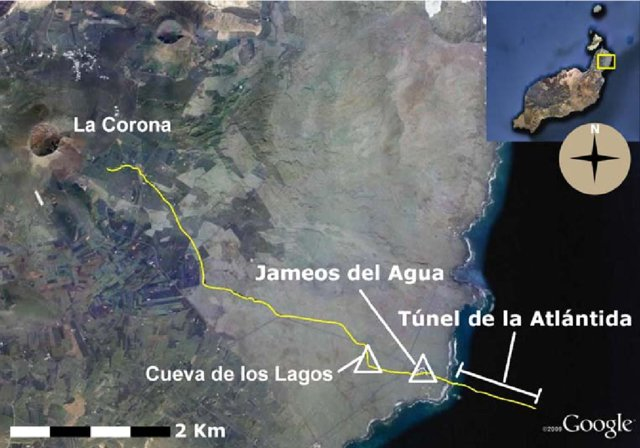 N
La Corona
Jameos del Agua
Túnel de la Atlántida
Cueva de los Lagos
2 Km
©2009 Google